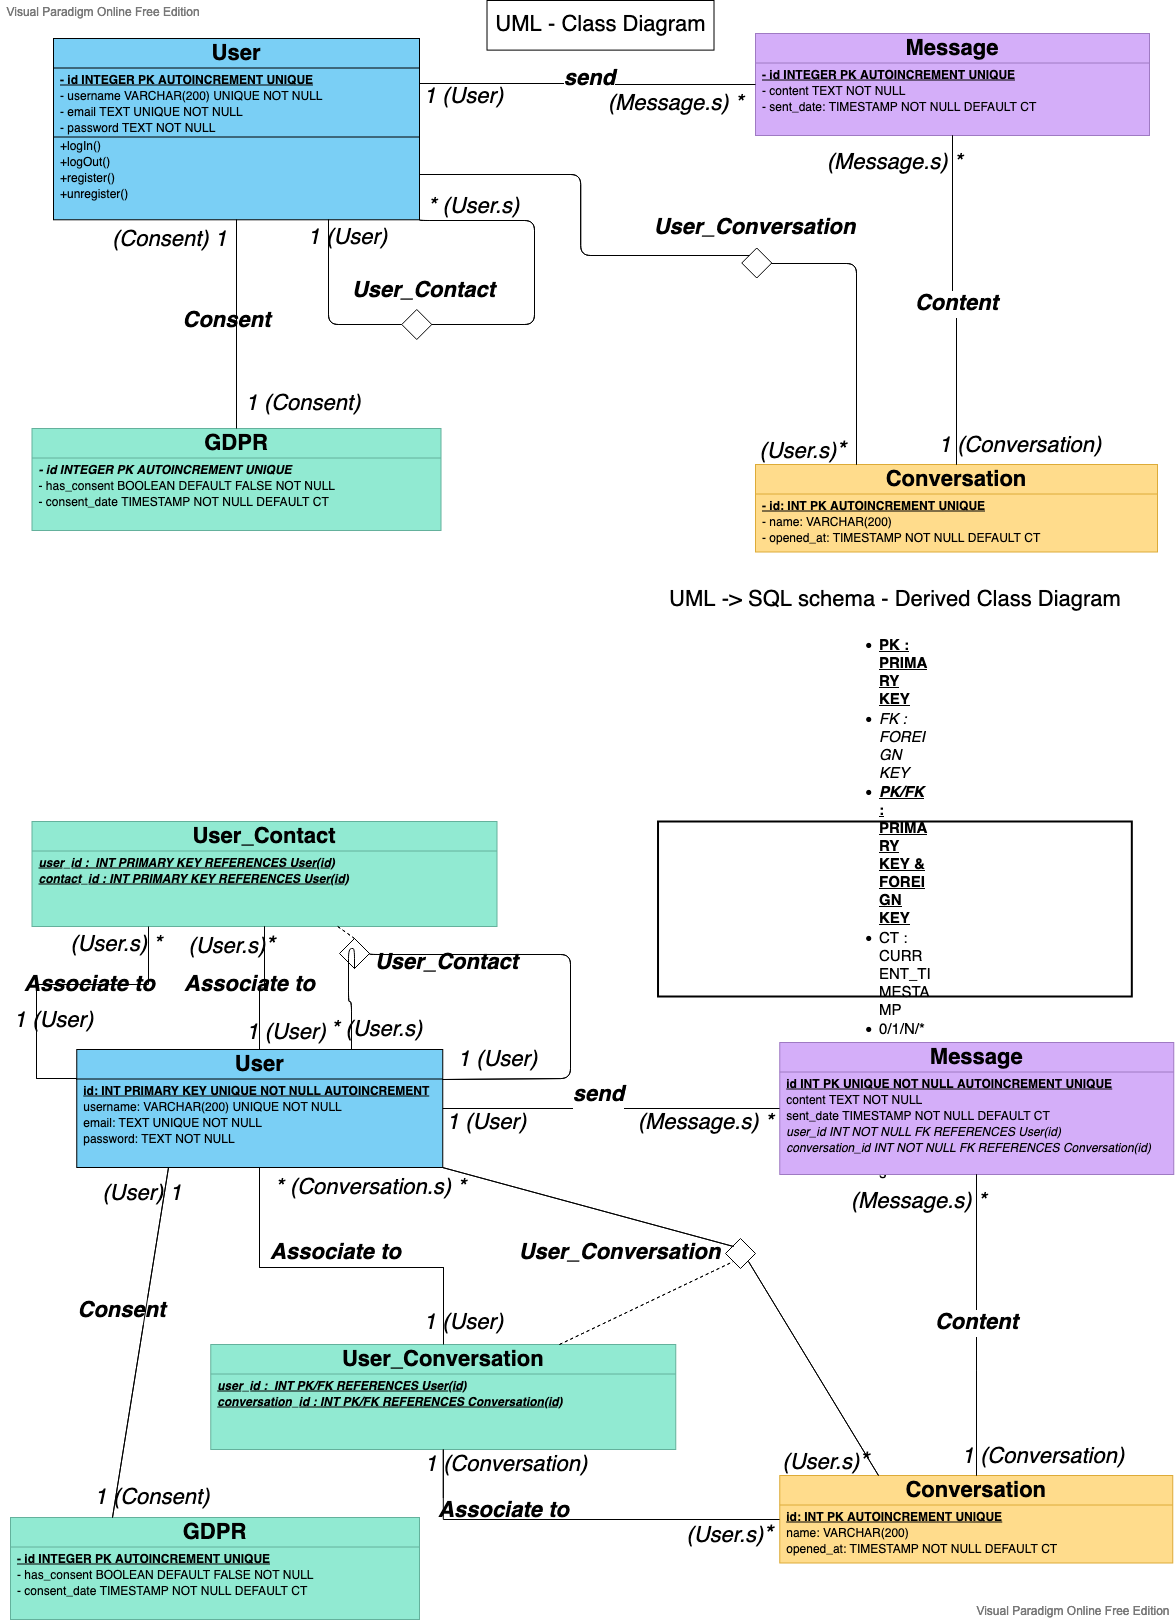 Visual Paradigm Online Free Edition
UML - Class Diagram
User
- id INTEGER PK AUTOINCREMENT UNIQUE
- username VARCHAR(200) UNIQUE NOT NULL
- email TEXT UNIQUE NOT NULL
- password TEXT NOT NULL
+logIn()
+logOut()
+register()
+unregister()
send
1 (User)
(Message.s) *
Message
- id INTEGER PK AUTOINCREMENT UNIQUE
- content TEXT NOT NULL
- sent_date: TIMESTAMP NOT NULL DEFAULT CT
(Message.s) *
* (User.s)
(Consent) 1
1 (User)
User_Contact
User_Conversation
Consent
Content
1 (Consent)
(User.s)*
1 (Conversation)
GDPR
- id INTEGER PK AUTOINCREMENT UNIQUE
- has_consent BOOLEAN DEFAULT FALSE NOT NULL
- consent_date TIMESTAMP NOT NULL DEFAULT CT
Conversation
- id: INT PK AUTOINCREMENT UNIQUE
- name: VARCHAR(200)
- opened_at: TIMESTAMP NOT NULL DEFAULT CT
UML -> SQL schema - Derived Class Diagram
• PK :
PRIMA
RY
KEY
• FK :
FOREI
GN
KEY
• PK/FK
:
PRIMA
RY
KEY &
FOREI
GN
KEY
• CT :
CURR
ENT_TI
MESTA
MP
• 0/1/N/*
User_Contact
user_id : INT PRIMARY KEY REFERENCES User(id)
contact_id : INT PRIMARY KEY REFERENCES User(id)
(User.s) *
(User.s)*
User_Contact
Associate to
Associate to
1 (User)
1 (User)
* (User.s)
1 (User)
User
id: INT PRIMARY KEY UNIQUE NOT NULL AUTOINCREMENT
username: VARCHAR(200) UNIQUE NOT NULL
email: TEXT UNIQUE NOT NULL
password: TEXT NOT NULL
send
1 (User)
(Message.s) *
Message
id INT PK UNIQUE NOT NULL AUTOINCREMENT UNIQUE
content TEXT NOT NULL
sent_date TIMESTAMP NOT NULL DEFAULT CT
user_id INT NOT NULL FK REFERENCES User(id)
conversation_id INT NOT NULL FK REFERENCES Conversation(id)
(User) 1
* (Conversation.s) *
(Message.s) *
Associate to
User_Conversation
Consent
1 (User)
Content
User_Conversation
user_id : INT PK/FK REFERENCES User(id)
conversation_id : INT PK/FK REFERENCES Conversation(id)
1 (Conversation)
(User.s)*
1 (Conversation)
1 (Consent)
Associate to
(User.s)*
Conversation
id: INT PK AUTOINCREMENT UNIQUE
name: VARCHAR(200)
opened_at: TIMESTAMP NOT NULL DEFAULT CT
GDPR
- id INTEGER PK AUTOINCREMENT UNIQUE
- has_consent BOOLEAN DEFAULT FALSE NOT NULL
- consent_date TIMESTAMP NOT NULL DEFAULT CT
Visual Paradigm Online Free Edition